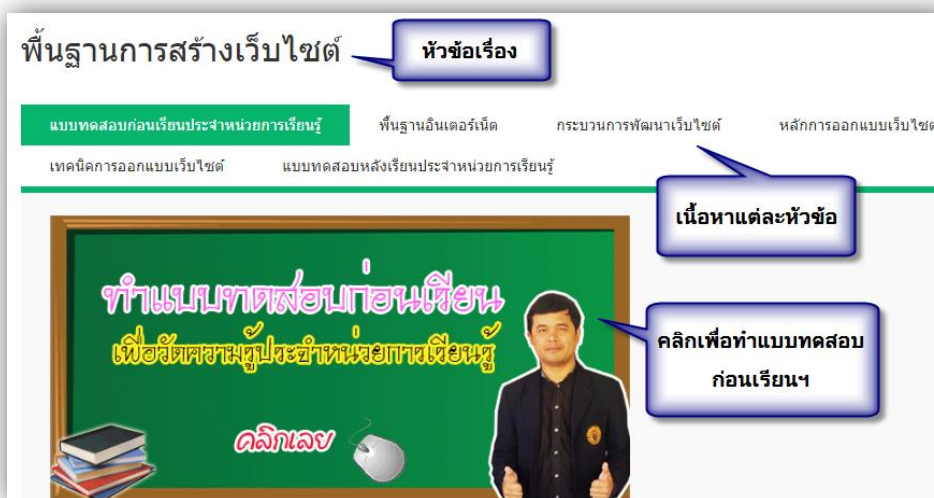 พื้นฐานการสร้างเว็บไซต์
หัวข้อเรื่อง
แบบทดสอบก่อนเรียนประจำหน่วยการเรียนรู้
พื้นฐานอินเตอร์เน็ต
กระบวนการพัฒนาเว็บไซต์
หลักการออกแบบเว็บไซต์
เทคนิคการออกแบบเว็บไซต์
แบบทดสอบหลังเรียนประจำหน่วยการเรียนรู้
เนื้อหาแต่ละหัวข้อ
ทำแบบทดสอบก่อนเรียน
เพื่อวัดความรู้ประจำหน่วยการเรียนรู้
คลิกเลย
คลิกเพื่อทำแบบทดสอบ
ก่อนเรียนฯ